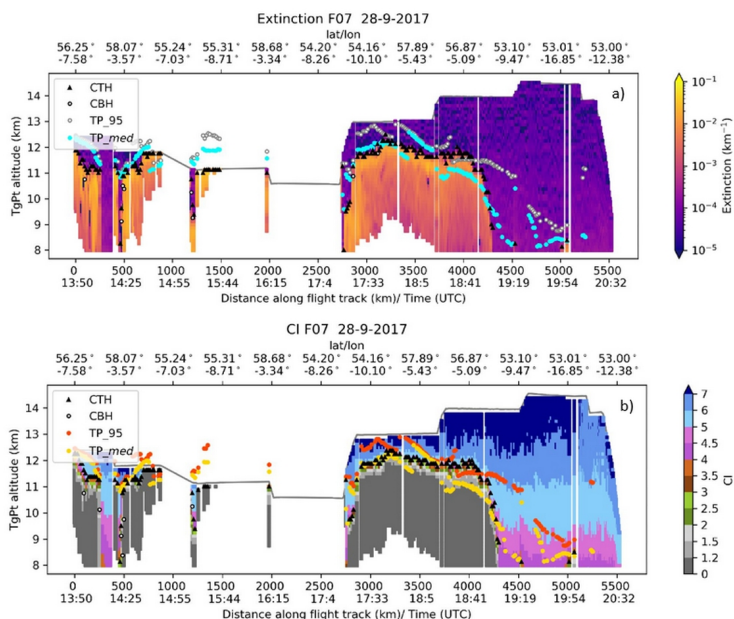 Extinction F07 28-9-2017
lat/lon
56.25° 58.07° 55.24° 55.31° 58.68° 54.20° 54.16° 57.89° 56.87° 53.10° 53.01° 53.00°
-7.58° -3.57° -7.03° -8.71° -3.34° -8.26° -10.10° -5.43° -5.09° -9.47° -16.85° -12.38°
a)
CTH
CBH
TP_95
TP_med
14
13
12
11
10
9
8
TgPt altitude (km)
0 500 1000 1500 2000 2500 3000 3500 4000 4500 5000 5500
13:50 14:25 14:55 15:44 16:15 17:4 17:33 18:5 18:41 19:19 19:54 20:32
Distance along flight track (km)/ Time (UTC)
10⁻¹
10⁻²
10⁻³
10⁻⁴
10⁻⁵
Extinction (km⁻¹)
CI F07 28-9-2017
lat/lon
56.25° 58.07° 55.24° 55.31° 58.68° 54.20° 54.16° 57.89° 56.87° 53.10° 53.01° 53.00°
-7.58° -3.57° -7.03° -8.71° -3.34° -8.26° -10.10° -5.43° -5.09° -9.47° -16.85° -12.38°
b)
CTH
CBH
TP_95
TP_med
14
13
12
11
10
9
8
TgPt altitude (km)
0 500 1000 1500 2000 2500 3000 3500 4000 4500 5000 5500
13:50 14:25 14:55 15:44 16:15 17:4 17:33 18:5 18:41 19:19 19:54 20:32
Distance along flight track (km)/ Time (UTC)
7
6
5
4.5
4
3.5
3
2.5
2
1.5
1.2
0
CI